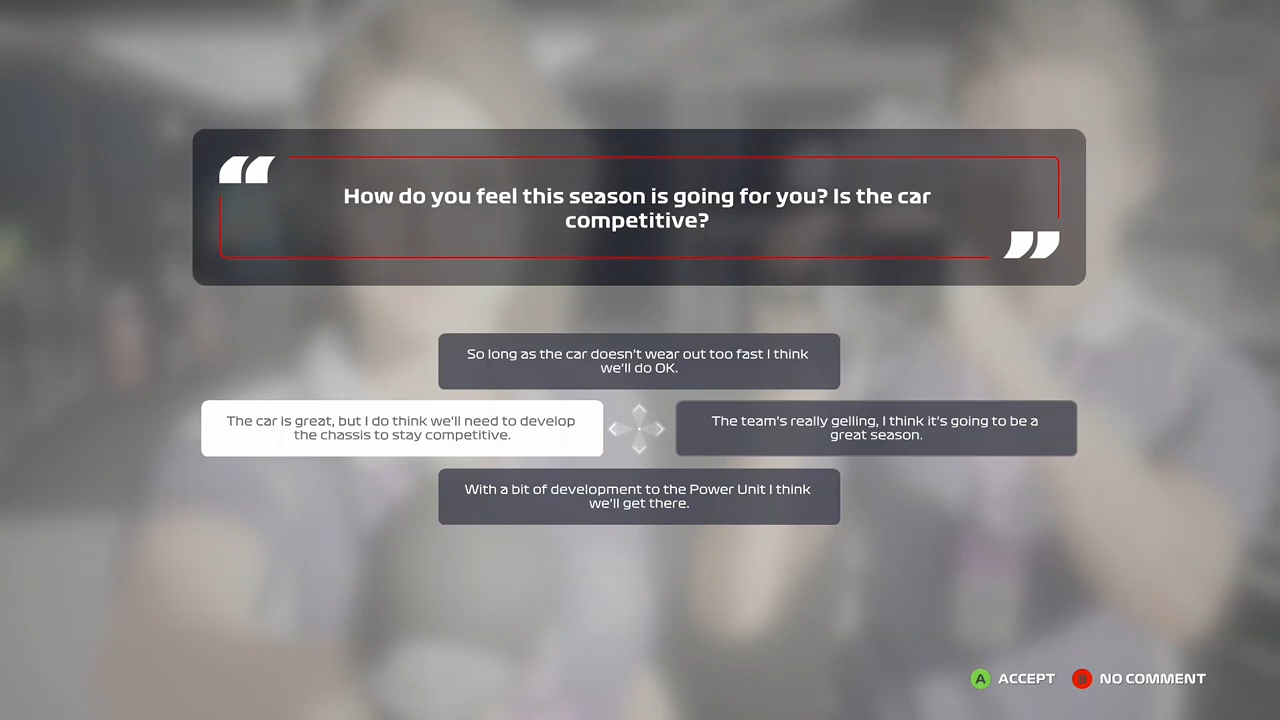 How do you feel this season is going for you? Is the car
competitive?
So long as the car doesn't wear out too fast I think
we'll do OK.
The car is great, but I do think we'll need to develop
the chassis to stay competitive.
The team's really gelling, I think it's going to be a
great season.
With a bit of development to the Power Unit I think
we'll get there.
A ACCEPT B NO COMMENT